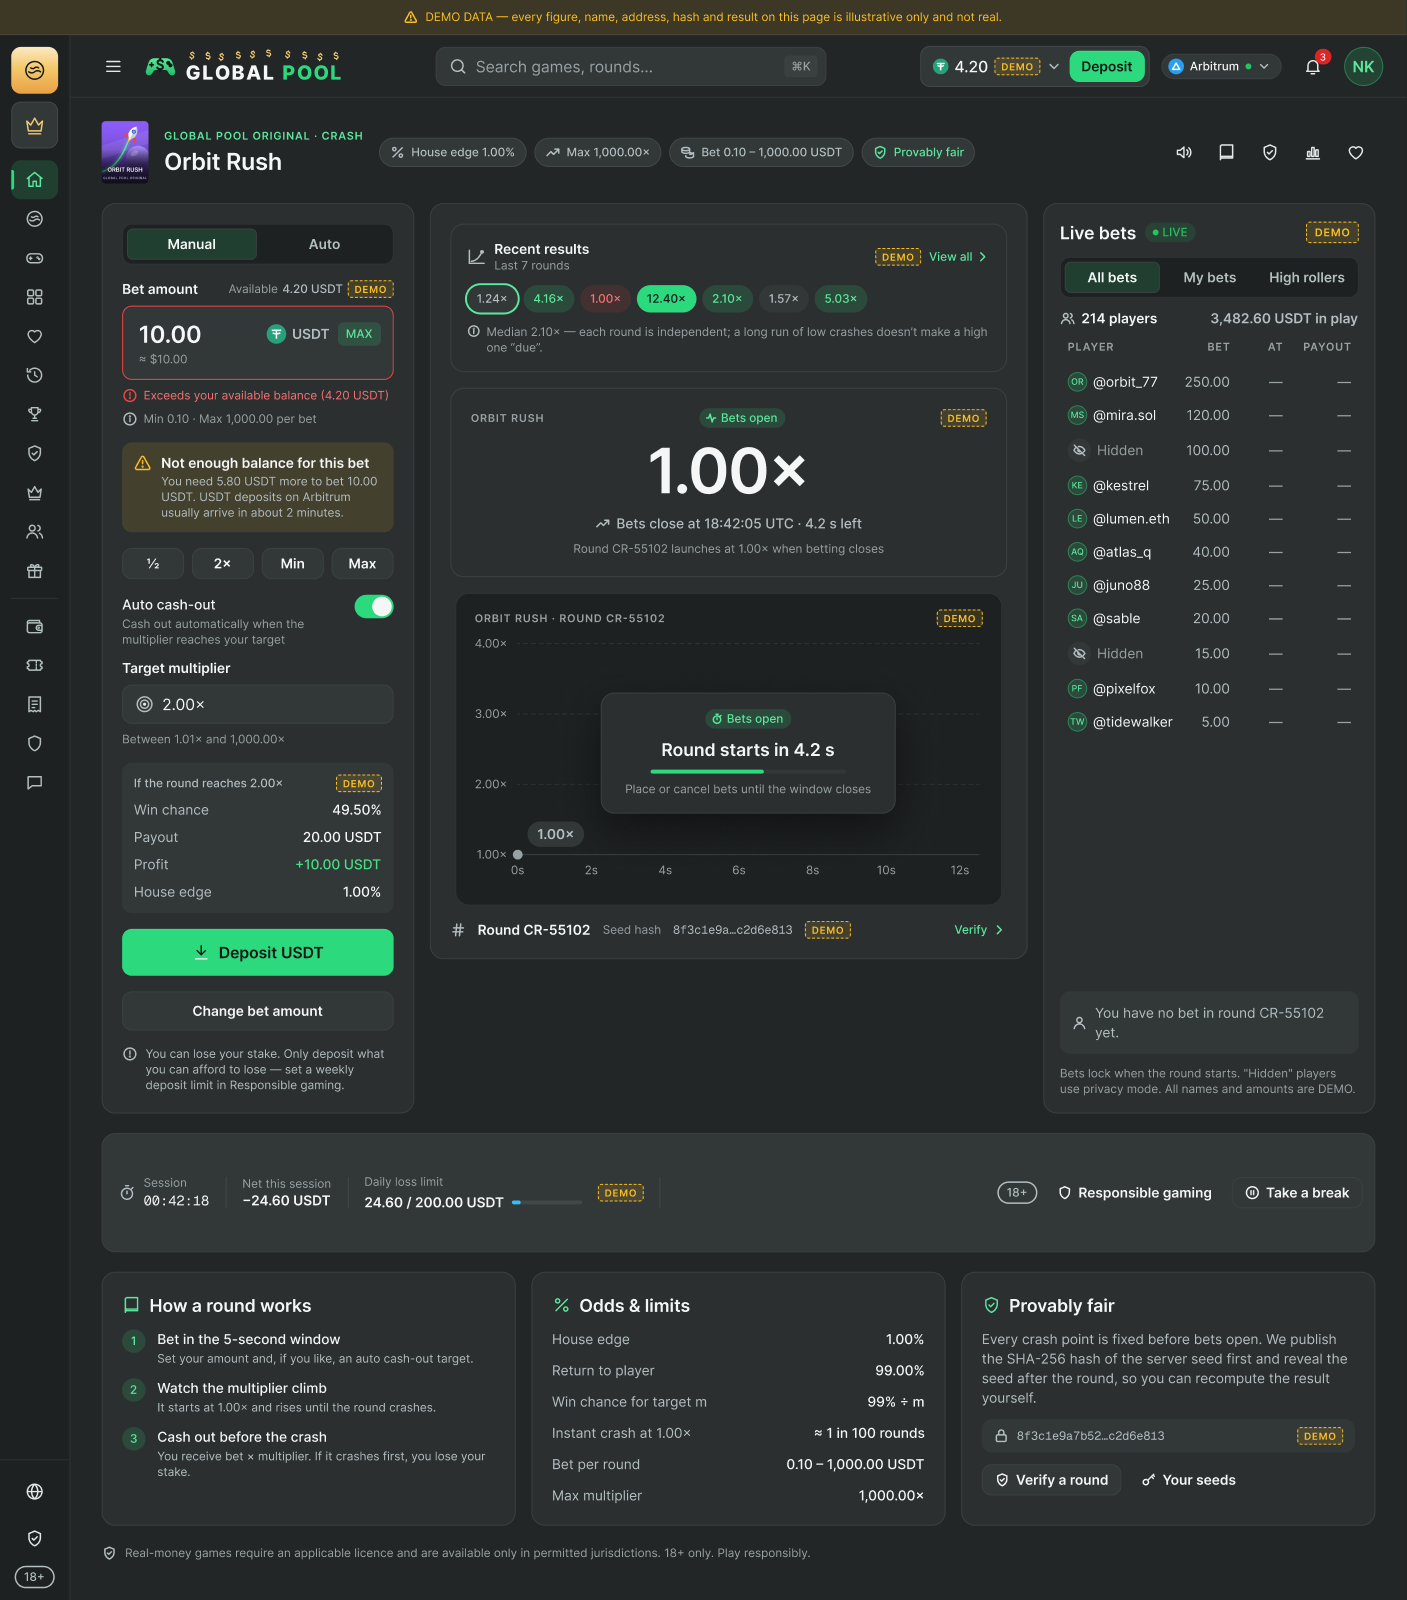 DEMO DATA — every figure, name, address, hash and result on this page is illustrative only and not real.
$ $ $ $ $ $ $ $ $ $
GLOBAL POOL
Search games, rounds...
⌘K
4.20 DEMO
Deposit
Arbitrum
3
NK
ORBIT RUSH
GLOBAL POOL ORIGINAL
GLOBAL POOL ORIGINAL · CRASH
Orbit Rush
House edge 1.00%
Max 1,000.00×
Bet 0.10 – 1,000.00 USDT
Provably fair
Manual
Auto
Bet amount
Available 4.20 USDT DEMO
10.00
USDT MAX
≈ $10.00
Exceeds your available balance (4.20 USDT)
Min 0.10 · Max 1,000.00 per bet
Not enough balance for this bet
You need 5.80 USDT more to bet 10.00
USDT. USDT deposits on Arbitrum
usually arrive in about 2 minutes.
½ 2× Min Max
Auto cash-out
Cash out automatically when the
multiplier reaches your target
Target multiplier
2.00×
Between 1.01× and 1,000.00×
If the round reaches 2.00× DEMO
Win chance 49.50%
Payout 20.00 USDT
Profit +10.00 USDT
House edge 1.00%
Deposit USDT
Change bet amount
You can lose your stake. Only deposit what
you can afford to lose — set a weekly
deposit limit in Responsible gaming.
Recent results
Last 7 rounds
DEMO View all
1.24× 4.16× 1.00× 12.40× 2.10× 1.57× 5.03×
Median 2.10× — each round is independent; a long run of low crashes doesn't make a high
one “due”.
ORBIT RUSH
Bets open
DEMO
1.00×
Bets close at 18:42:05 UTC · 4.2 s left
Round CR-55102 launches at 1.00× when betting closes
ORBIT RUSH · ROUND CR-55102
DEMO
4.00×
3.00×
2.00×
1.00×
Bets open
Round starts in 4.2 s
Place or cancel bets until the window closes
1.00×
0s 2s 4s 6s 8s 10s 12s
Round CR-55102 Seed hash 8f3c1e9a…c2d6e813 DEMO
Verify
Live bets
LIVE
DEMO
All bets My bets High rollers
214 players
3,482.60 USDT in play
PLAYER BET AT PAYOUT
OR @orbit_77 250.00 — —
MS @mira.sol 120.00 — —
Hidden 100.00 — —
KE @kestrel 75.00 — —
LE @lumen.eth 50.00 — —
AQ @atlas_q 40.00 — —
JU @juno88 25.00 — —
SA @sable 20.00 — —
Hidden 15.00 — —
PF @pixelfox 10.00 — —
TW @tidewalker 5.00 — —
You have no bet in round CR-55102
yet.
Bets lock when the round starts. "Hidden" players
use privacy mode. All names and amounts are DEMO.
Session
00:42:18
Net this session
−24.60 USDT
Daily loss limit
24.60 / 200.00 USDT
DEMO
18+
Responsible gaming
Take a break
How a round works
1 Bet in the 5-second window
Set your amount and, if you like, an auto cash-out target.
2 Watch the multiplier climb
It starts at 1.00× and rises until the round crashes.
3 Cash out before the crash
You receive bet × multiplier. If it crashes first, you lose your
stake.
Odds & limits
House edge 1.00%
Return to player 99.00%
Win chance for target m 99% ÷ m
Instant crash at 1.00× ≈ 1 in 100 rounds
Bet per round 0.10 – 1,000.00 USDT
Max multiplier 1,000.00×
Provably fair
Every crash point is fixed before bets open. We publish
the SHA-256 hash of the server seed first and reveal the
seed after the round, so you can recompute the result
yourself.
8f3c1e9a7b52…c2d6e813 DEMO
Verify a round
Your seeds
Real-money games require an applicable licence and are available only in permitted jurisdictions. 18+ only. Play responsibly.
18+